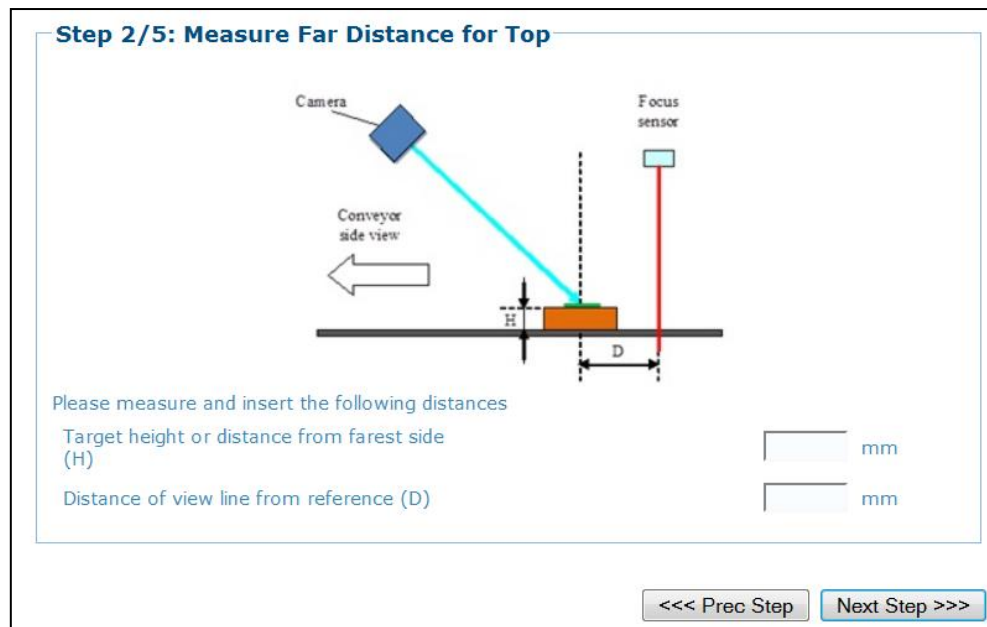 Step 2/5: Measure Far Distance for Top
Camera
Focus
sensor
Conveyor
side view
H
D
Please measure and insert the following distances
Target height or distance from farest side
(H)
mm
Distance of view line from reference (D)
mm
<<< Prec Step
Next Step >>>